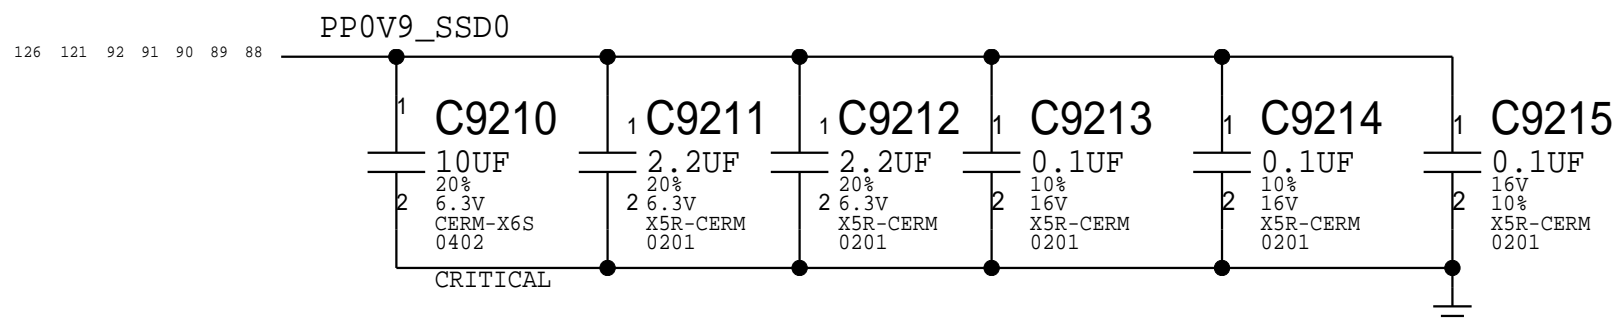 PP0V9_SSD0
126 121 92 91 90 89 88
1
C9210
10UF
20%
6.3V
2
CERM-X6S
0402
CRITICAL
1
C9211
2.2UF
20%
6.3V
2
X5R-CERM
0201
1
C9212
2.2UF
20%
6.3V
2
X5R-CERM
0201
1
C9213
0.1UF
10%
16V
2
X5R-CERM
0201
1
C9214
0.1UF
10%
16V
2
X5R-CERM
0201
1
C9215
0.1UF
16V
10%
2
X5R-CERM
0201